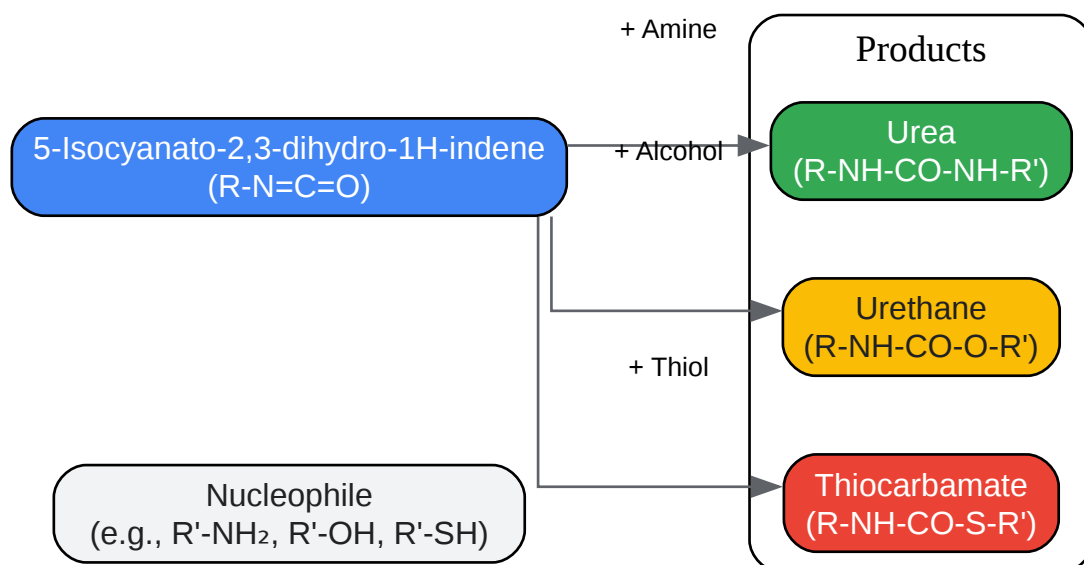 + Amine
Products
5-Isocyanato-2,3-dihydro-1H-indene
(R-N=C=O)
+ Alcohol
Urea
(R-NH-CO-NH-R')
Urethane
(R-NH-CO-O-R')
+ Thiol
Nucleophile
(e.g., R'-NH₂, R'-OH, R'-SH)
Thiocarbamate
(R-NH-CO-S-R')